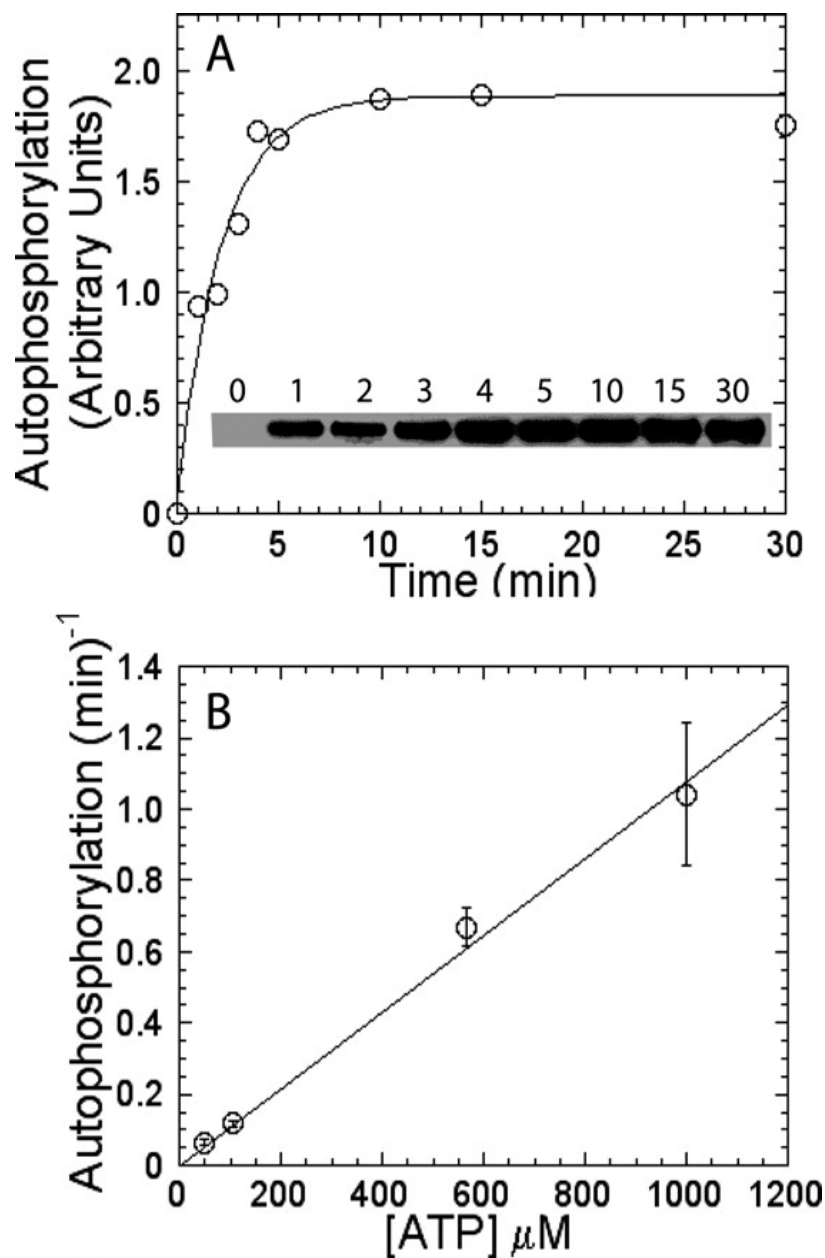 A
Autophosphorylation
(Arbitrary Units)
2.0
1.5
1.0
0.5
0
0 1 2 3 4 5 10 15 30
0 5 10 15 20 25 30
Time (min)
B
Autophosphorylation (min)-1
1.4
1.2
1.0
0.8
0.6
0.4
0.2
0
0 200 400 600 800 1000 1200
[ATP] μM